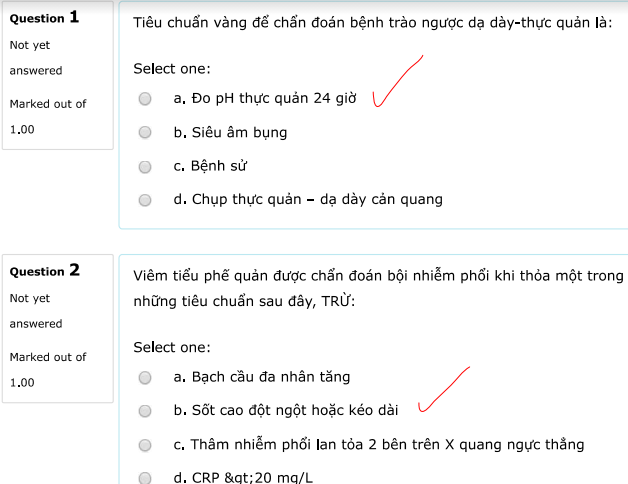 Question 1
Not yet
answered
Marked out of
1.00
Tiêu chuẩn vàng để chẩn đoán bệnh trào ngược dạ dày-thực quản là:
Select one:
a. Đo pH thực quản 24 giờ
b. Siêu âm bụng
c. Bệnh sử
d. Chụp thực quản – dạ dày cản quang
Question 2
Not yet
answered
Marked out of
1.00
Viêm tiểu phế quản được chẩn đoán bội nhiễm phổi khi thỏa một trong
những tiêu chuẩn sau đây, TRỪ:
Select one:
a. Bạch cầu đa nhân tăng
b. Sốt cao đột ngột hoặc kéo dài
c. Thâm nhiễm phổi lan tỏa 2 bên trên X quang ngực thẳng
d. CRP &gt;20 mg/L